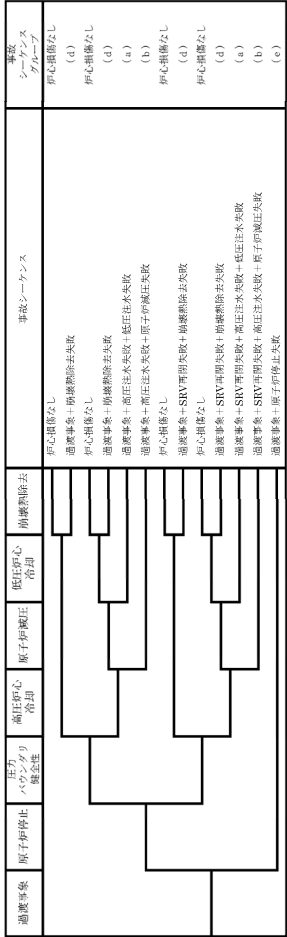 過渡事象
原子炉停止
圧力
バウンダリ
健全性
高圧炉心
冷却
原子炉減圧
低圧炉心
冷却
崩壊熱除去
事故シーケンス
事故
シーケンス
グループ
炉心損傷なし
炉心損傷なし
過渡事象+崩壊熱除去失敗
(d)
炉心損傷なし
炉心損傷なし
過渡事象+崩壊熱除去失敗
(d)
過渡事象+高圧注水失敗+低圧注水失敗
(a)
過渡事象+高圧注水失敗+原子炉減圧失敗
(b)
炉心損傷なし
炉心損傷なし
過渡事象+SRV再閉失敗+崩壊熱除去失敗
(d)
炉心損傷なし
炉心損傷なし
過渡事象+SRV再閉失敗+崩壊熱除去失敗
(d)
過渡事象+SRV再閉失敗+高圧注水失敗+低圧注水失敗
(a)
過渡事象+SRV再閉失敗+高圧注水失敗+原子炉減圧失敗
(b)
過渡事象+原子炉停止失敗
(e)